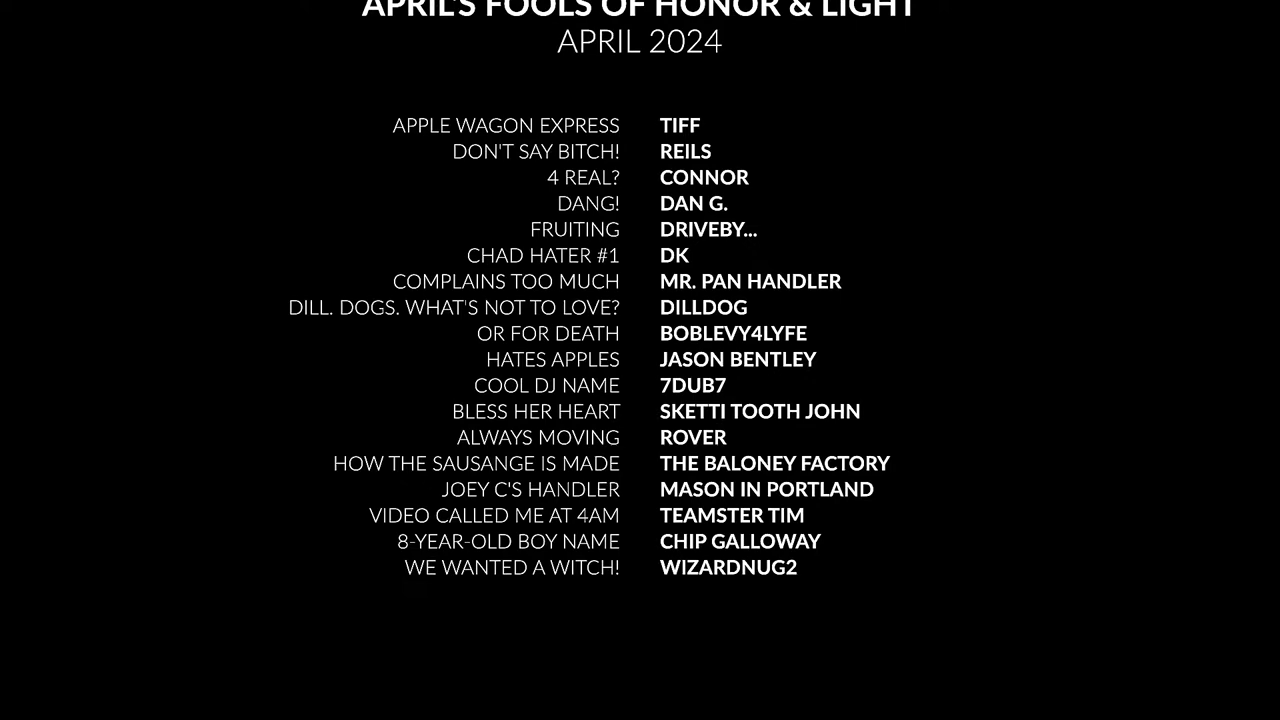 APRIL'S FOOLS OF HONOR & LIGHT
APRIL 2024
APPLE WAGON EXPRESS TIFF
DON'T SAY BITCH! REILS
4 REAL? CONNOR
DANG! DAN G.
FRUITING DRIVEBY...
CHAD HATER #1 DK
COMPLAINS TOO MUCH MR. PAN HANDLER
DILL. DOGS. WHAT'S NOT TO LOVE? DILLDOG
OR FOR DEATH BOBLEVY4LYFE
HATES APPLES JASON BENTLEY
COOL DJ NAME 7DUB7
BLESS HER HEART SKETTI TOOTH JOHN
ALWAYS MOVING ROVER
HOW THE SAUSANGE IS MADE THE BALONEY FACTORY
JOEY C'S HANDLER MASON IN PORTLAND
VIDEO CALLED ME AT 4AM TEAMSTER TIM
8-YEAR-OLD BOY NAME CHIP GALLOWAY
WE WANTED A WITCH! WIZARDNUG2